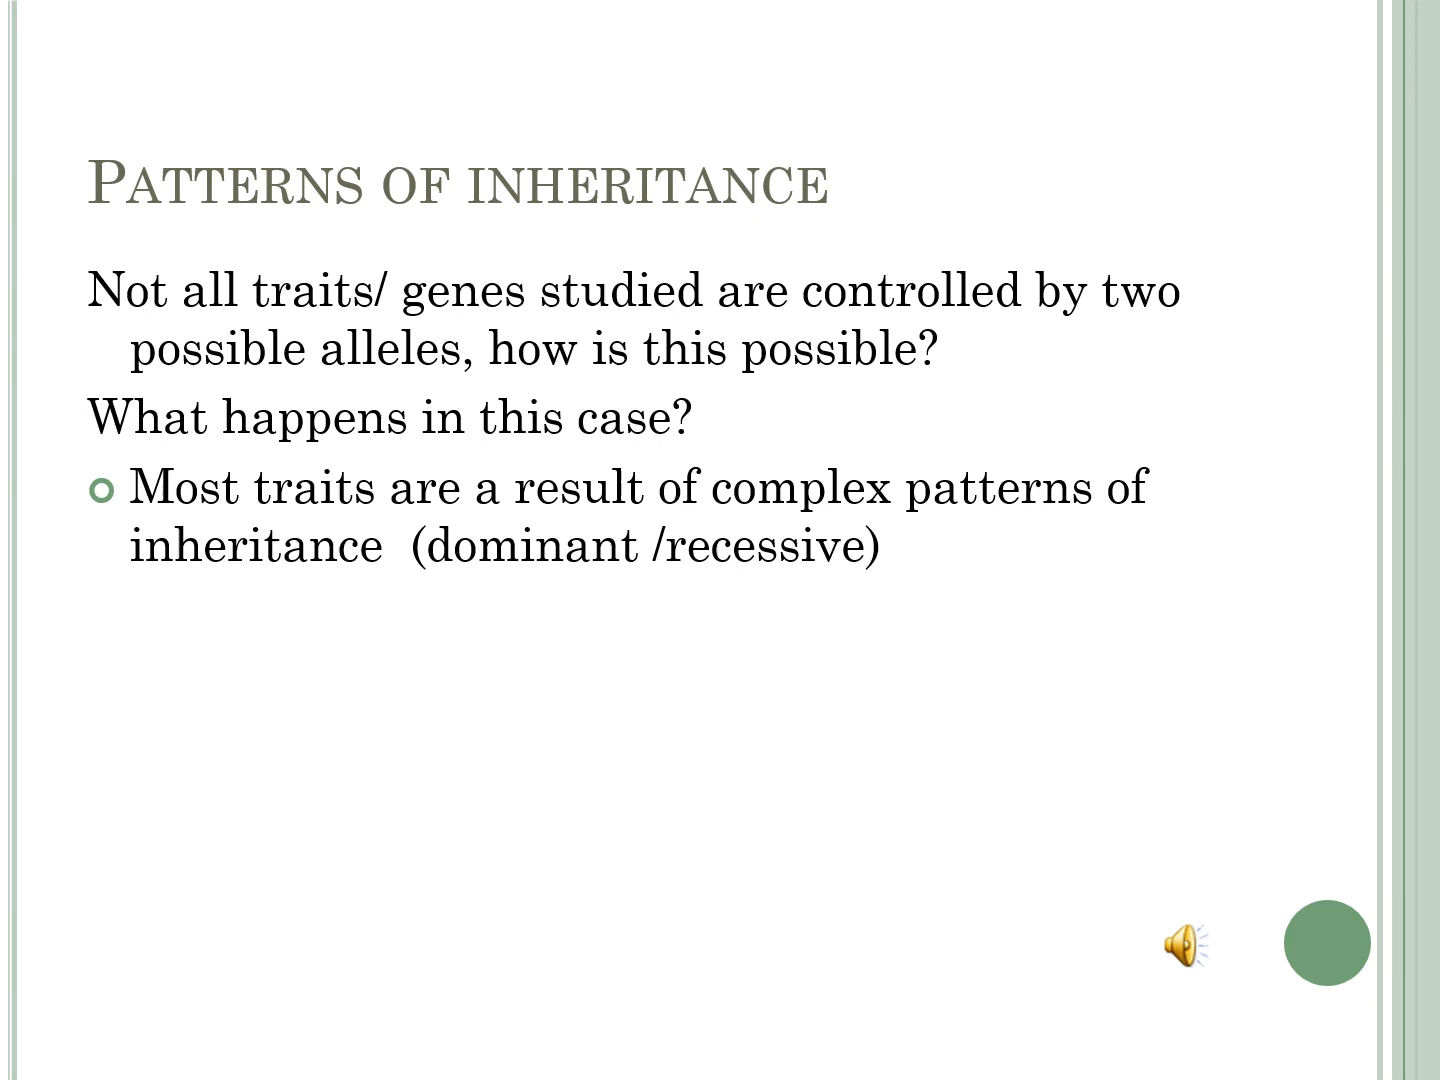 PATTERNS OF INHERITANCE
Not all traits/ genes studied are controlled by two
possible alleles, how is this possible?
What happens in this case?
Most traits are a result of complex patterns of
inheritance  (dominant /recessive)